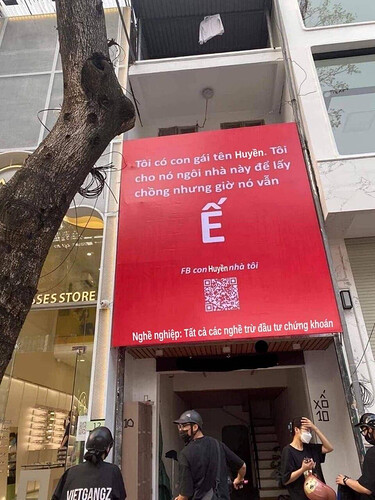 Tôi có con gái tên Huyền. Tôi
cho nó ngôi nhà này để lấy
chồng nhưng giờ nó vẫn
Ế
FB con Huyền nhà tôi
Nghề nghiệp: Tất cả các nghề trừ đầu tư chứng khoán
SSES STORE
XÔ
10
VIETGANGZ